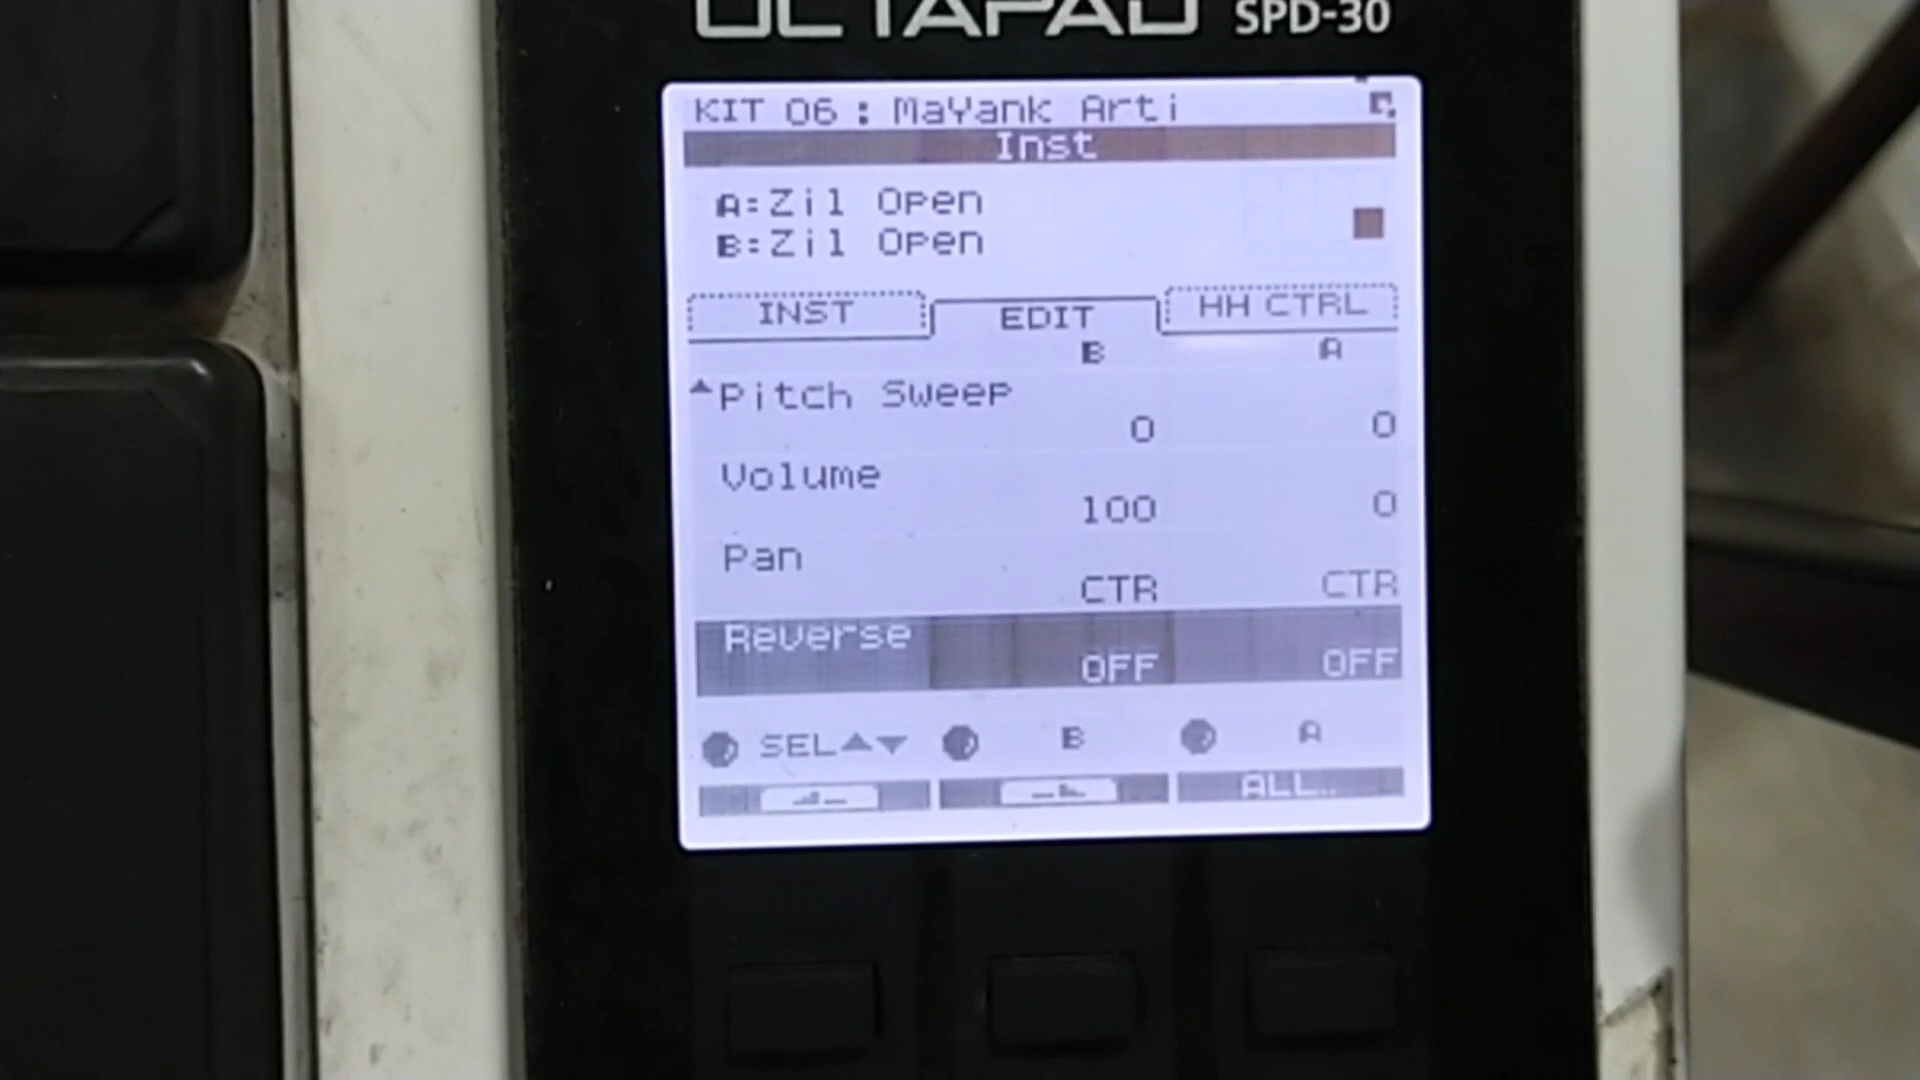 OCTAPAD SPD-30
KIT 06 : MaYank Arti
Inst
A:Zil Open
B:Zil Open
INST EDIT HH CTRL
B A
Pitch Sweep
0 0
Volume
100 0
Pan
CTR CTR
Reverse
OFF OFF
SEL▲▼ B A
ALL..